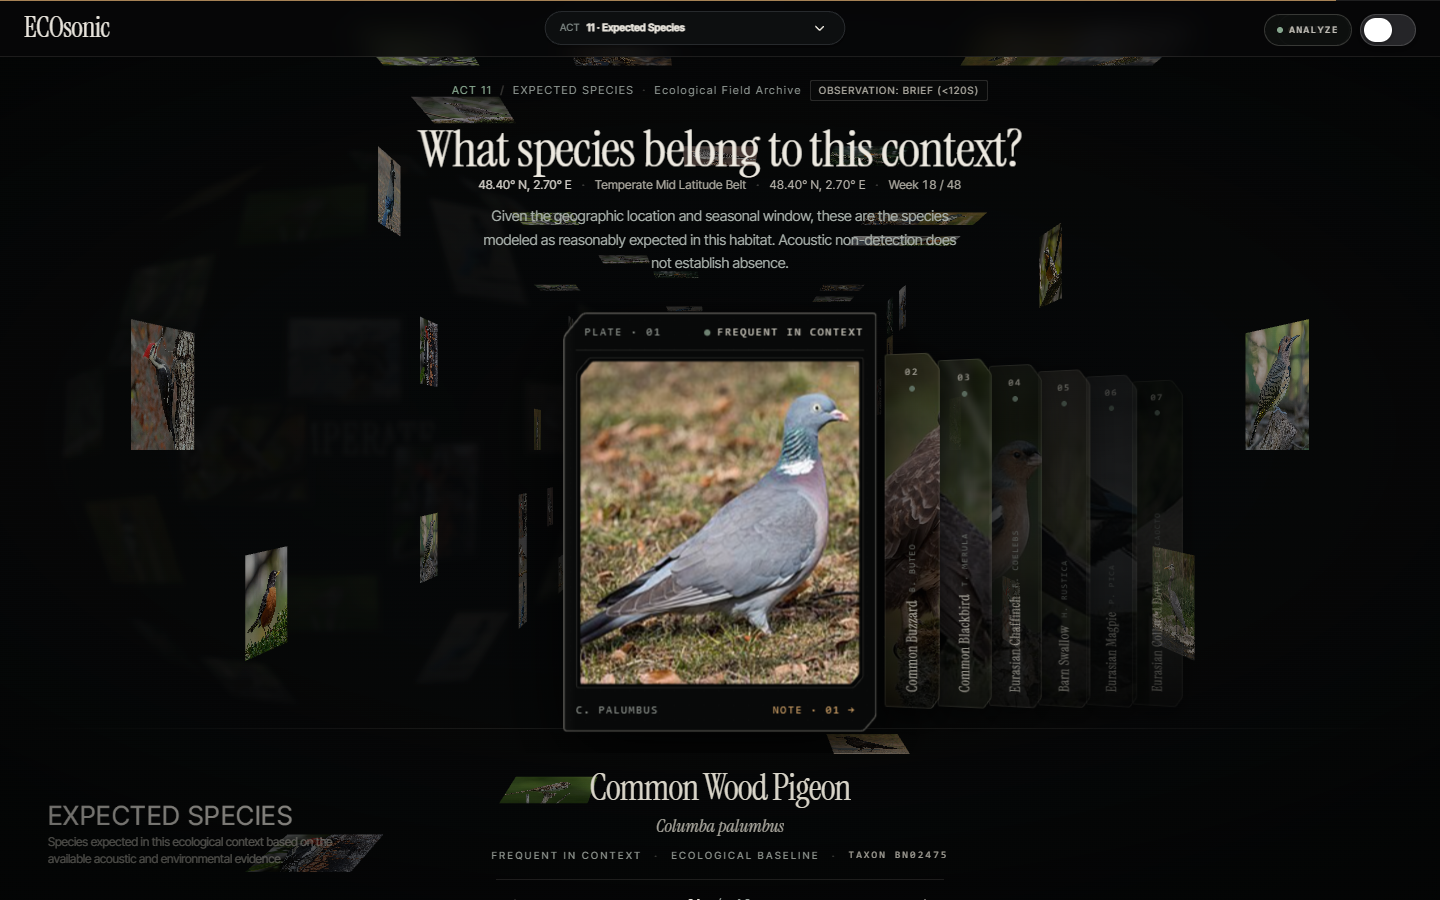 ECOsonic
ACT 11 · Expected Species
ANALYZE
ACT 11 / EXPECTED SPECIES · Ecological Field Archive OBSERVATION: BRIEF (<120S)
What species belong to this context?
48.40° N, 2.70° E · Temperate Mid Latitude Belt · 48.40° N, 2.70° E · Week 18 / 48
Given the geographic location and seasonal window, these are the species
modeled as reasonably expected in this habitat. Acoustic non-detection does
not establish absence.
PLATE · 01
FREQUENT IN CONTEXT
C. PALUMBUS
NOTE · 01 →
02
Common Buzzard B. BUTEO
03
Common Blackbird T. MERULA
04
Eurasian Chaffinch F. COELEBS
05
Barn Swallow H. RUSTICA
06
Eurasian Magpie P. PICA
07
Eurasian
Common Wood Pigeon
Columba palumbus
FREQUENT IN CONTEXT · ECOLOGICAL BASELINE · TAXON BN02475
EXPECTED SPECIES
Species expected in this ecological context based on the
available acoustic and environmental evidence.